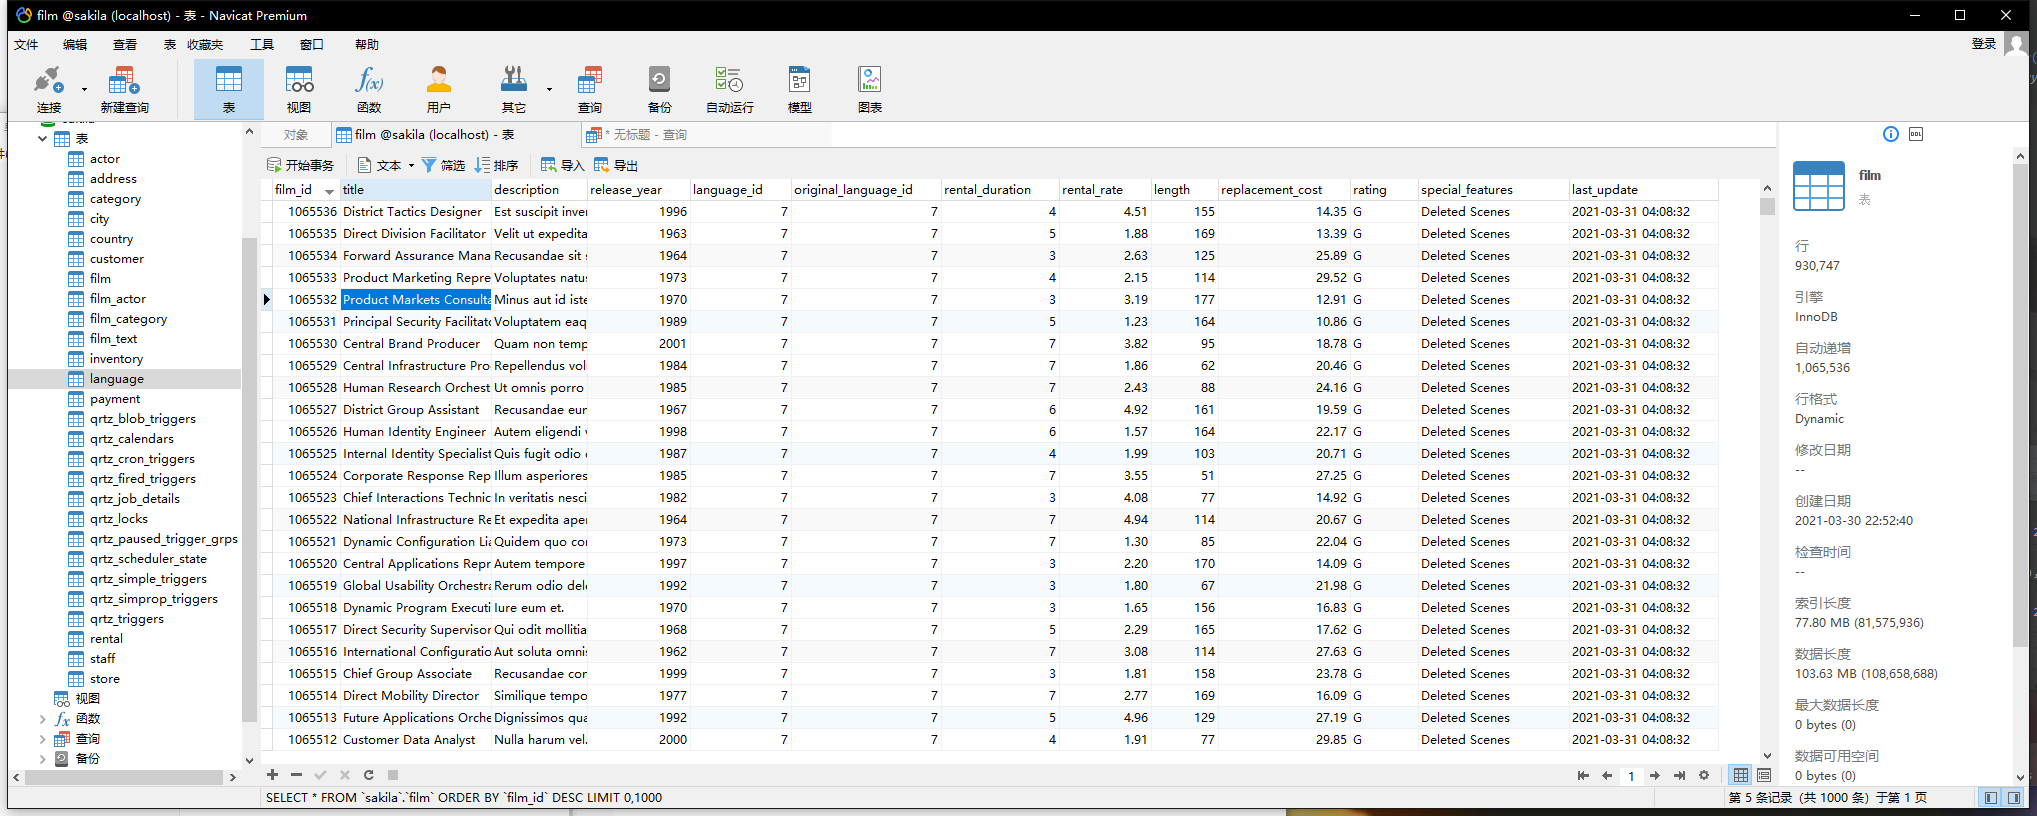 film @sakila (localhost) - 表 - Navicat Premium
文件 编辑 查看 表 收藏夹 工具 窗口 帮助 登录
连接 新建查询 表 视图 函数 用户 其它 查询 备份 自动运行 模型 图表
对象 film @sakila (localhost) - 表 * 无标题 - 查询
开始事务 文本 筛选 排序 导入 导出
表
actor
address
category
city
country
customer
film
film_actor
film_category
film_text
inventory
language
payment
qrtz_blob_triggers
qrtz_calendars
qrtz_cron_triggers
qrtz_fired_triggers
qrtz_job_details
qrtz_locks
qrtz_paused_trigger_grps
qrtz_scheduler_state
qrtz_simple_triggers
qrtz_simprop_triggers
qrtz_triggers
rental
staff
store
视图
函数
查询
备份
film_id title description release_year language_id original_language_id rental_duration rental_rate length replacement_cost rating special_features last_update
1065536 District Tactics Designer Est suscipit inver 1996 7 7 4 4.51 155 14.35 G Deleted Scenes 2021-03-31 04:08:32
1065535 Direct Division Facilitator Velit ut expedita 1963 7 7 5 1.88 169 13.39 G Deleted Scenes 2021-03-31 04:08:32
1065534 Forward Assurance Mana Recusandae sit s 1964 7 7 3 2.63 125 25.89 G Deleted Scenes 2021-03-31 04:08:32
1065533 Product Marketing Repre Voluptates natus 1973 7 7 4 2.15 114 29.52 G Deleted Scenes 2021-03-31 04:08:32
1065532 Product Markets Consulta Minus aut id iste 1970 7 7 3 3.19 177 12.91 G Deleted Scenes 2021-03-31 04:08:32
1065531 Principal Security Facilitato Voluptatem eaq 1989 7 7 5 1.23 164 10.86 G Deleted Scenes 2021-03-31 04:08:32
1065530 Central Brand Producer Quam non temp 2001 7 7 7 3.82 95 18.78 G Deleted Scenes 2021-03-31 04:08:32
1065529 Central Infrastructure Pro Repellendus vol 1984 7 7 7 1.86 62 20.46 G Deleted Scenes 2021-03-31 04:08:32
1065528 Human Research Orchest Ut omnis porro 1985 7 7 7 2.43 88 24.16 G Deleted Scenes 2021-03-31 04:08:32
1065527 District Group Assistant Recusandae eur 1967 7 7 6 4.92 161 19.59 G Deleted Scenes 2021-03-31 04:08:32
1065526 Human Identity Engineer Autem eligendi v 1998 7 7 6 1.57 164 22.17 G Deleted Scenes 2021-03-31 04:08:32
1065525 Internal Identity Specialist Quis fugit odio 1987 7 7 4 1.99 103 20.71 G Deleted Scenes 2021-03-31 04:08:32
1065524 Corporate Response Rep Illum asperiores 1985 7 7 7 3.55 51 27.25 G Deleted Scenes 2021-03-31 04:08:32
1065523 Chief Interactions Technic In veritatis nesci 1982 7 7 3 4.08 77 14.92 G Deleted Scenes 2021-03-31 04:08:32
1065522 National Infrastructure Re Et expedita aper 1964 7 7 7 4.94 114 20.67 G Deleted Scenes 2021-03-31 04:08:32
1065521 Dynamic Configuration Lia Quidem quo cor 1973 7 7 7 1.30 85 22.04 G Deleted Scenes 2021-03-31 04:08:32
1065520 Central Applications Repr Autem tempore 1997 7 7 3 2.20 170 14.09 G Deleted Scenes 2021-03-31 04:08:32
1065519 Global Usability Orchestra Rerum odio dele 1992 7 7 3 1.80 67 21.98 G Deleted Scenes 2021-03-31 04:08:32
1065518 Dynamic Program Executi Iure eum et. 1970 7 7 3 1.65 156 16.83 G Deleted Scenes 2021-03-31 04:08:32
1065517 Direct Security Supervisor Qui odit mollitia 1968 7 7 5 2.29 165 17.62 G Deleted Scenes 2021-03-31 04:08:32
1065516 International Configuratio Aut soluta omnis 1962 7 7 7 3.08 114 27.63 G Deleted Scenes 2021-03-31 04:08:32
1065515 Chief Group Associate Recusandae cor 1999 7 7 3 1.81 158 23.78 G Deleted Scenes 2021-03-31 04:08:32
1065514 Direct Mobility Director Similique tempo 1977 7 7 7 2.77 169 16.09 G Deleted Scenes 2021-03-31 04:08:32
1065513 Future Applications Orche Dignissimos qua 1992 7 7 5 4.96 129 27.19 G Deleted Scenes 2021-03-31 04:08:32
1065512 Customer Data Analyst Nulla harum vel. 2000 7 7 4 1.91 77 29.85 G Deleted Scenes 2021-03-31 04:08:32
1
film
表
行
930,747
引擎
InnoDB
自动递增
1,065,536
行格式
Dynamic
修改日期
--
创建日期
2021-03-30 22:52:40
检查时间
--
索引长度
77.80 MB (81,575,936)
数据长度
103.63 MB (108,658,688)
最大数据长度
0 bytes (0)
数据可用空间
0 bytes (0)
SELECT * FROM `sakila`.`film` ORDER BY `film_id` DESC LIMIT 0,1000
第 5 条记录 (共 1000 条) 于第 1 页